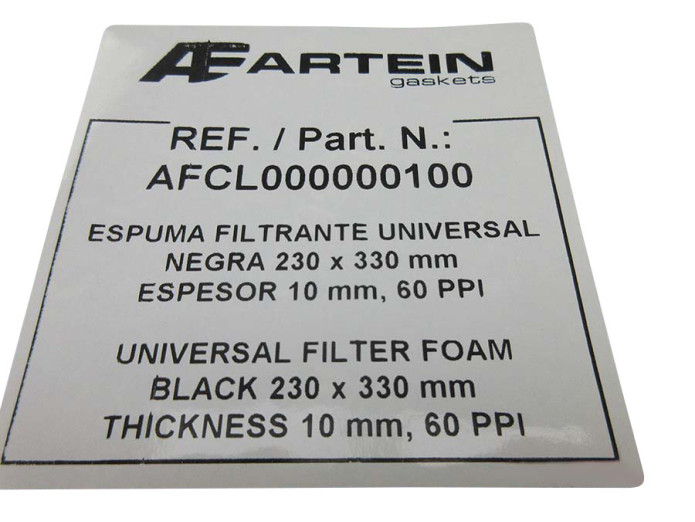 ARTEIN
gaskets
REF. / Part. N.:
AFCL000000100
ESPUMA FILTRANTE UNIVERSAL
NEGRA 230 x 330 mm
ESPESOR 10 mm, 60 PPI
UNIVERSAL FILTER FOAM
BLACK 230 x 330 mm
THICKNESS 10 mm, 60 PPI